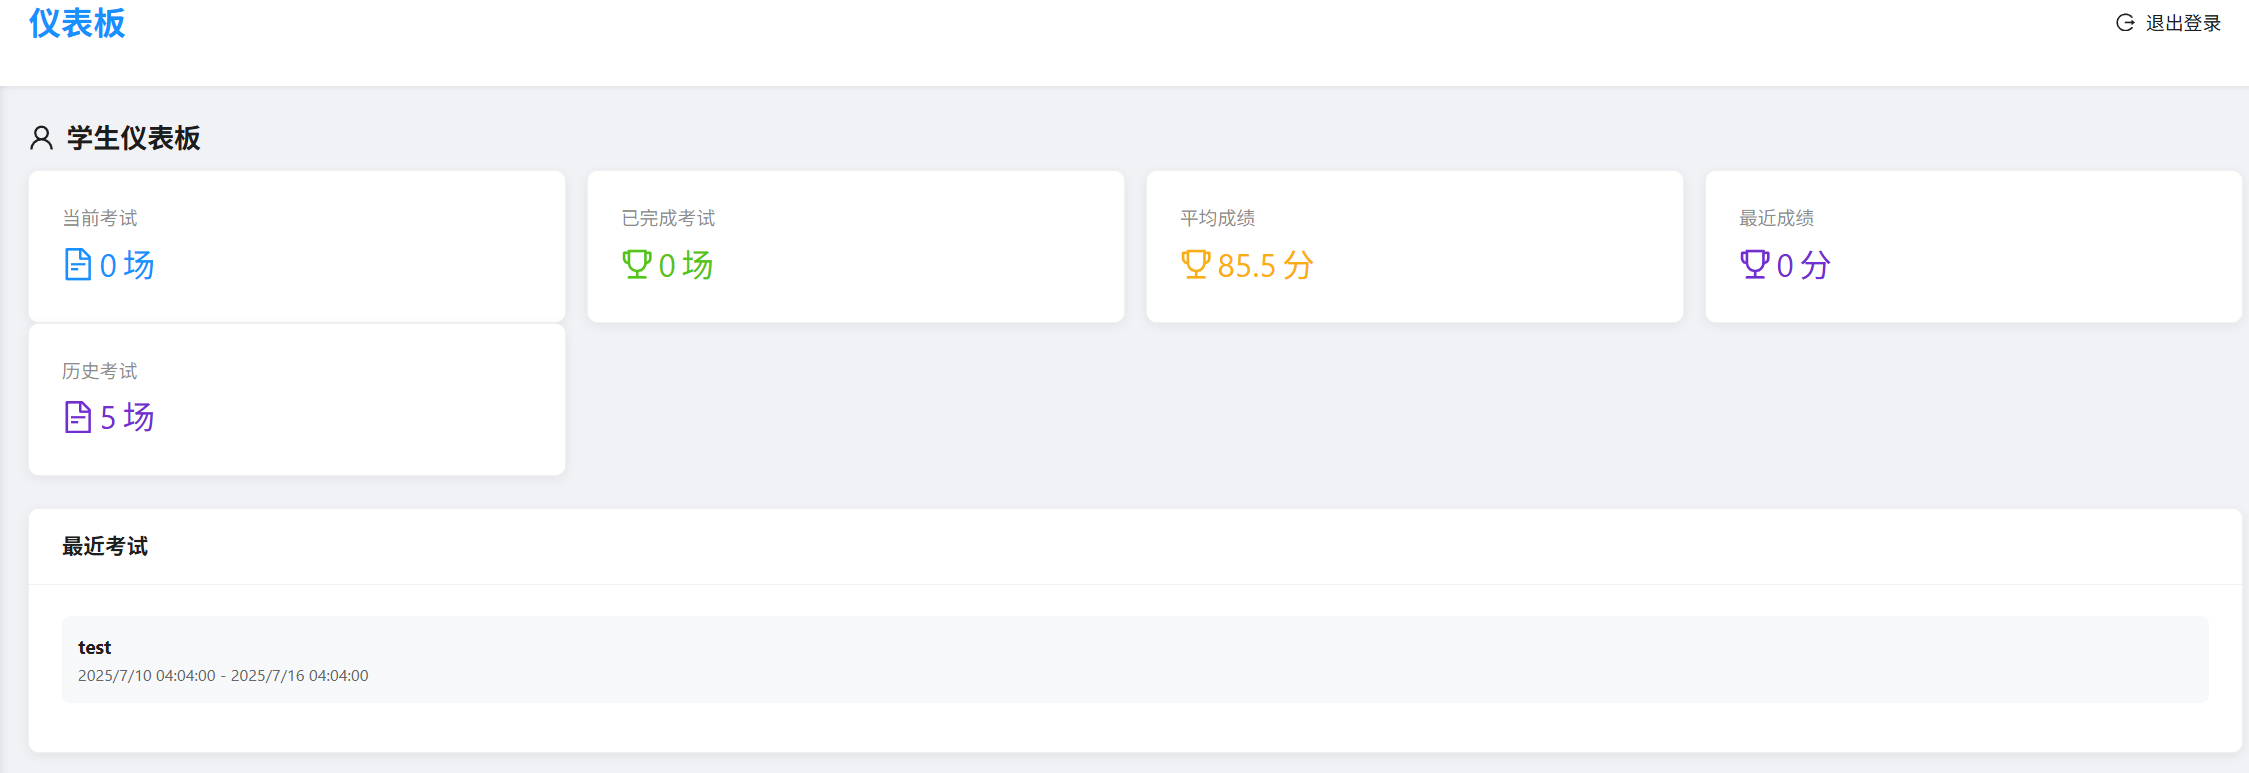 仪表板
退出登录
学生仪表板
当前考试
0 场
已完成考试
0 场
平均成绩
85.5 分
最近成绩
0 分
历史考试
5 场
最近考试
test
2025/7/10 04:04:00 - 2025/7/16 04:04:00